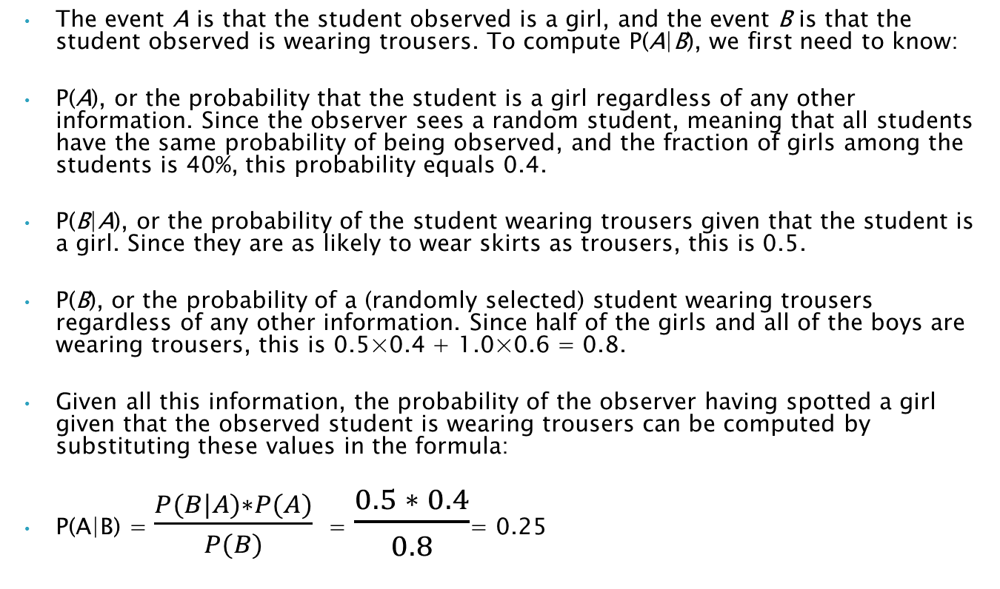 • The event A is that the student observed is a girl, and the event B is that the
student observed is wearing trousers. To compute P(A|B), we first need to know:
• P(A), or the probability that the student is a girl regardless of any other
information. Since the observer sees a random student, meaning that all students
have the same probability of being observed, and the fraction of girls among the
students is 40%, this probability equals 0.4.
• P(B|A), or the probability of the student wearing trousers given that the student is
a girl. Since they are as likely to wear skirts as trousers, this is 0.5.
• P(B), or the probability of a (randomly selected) student wearing trousers
regardless of any other information. Since half of the girls and all of the boys are
wearing trousers, this is 0.5×0.4 + 1.0×0.6 = 0.8.
• Given all this information, the probability of the observer having spotted a girl
given that the observed student is wearing trousers can be computed by
substituting these values in the formula:
• P(A|B) = P(B|A)*P(A) / P(B) = 0.5 * 0.4 / 0.8 = 0.25